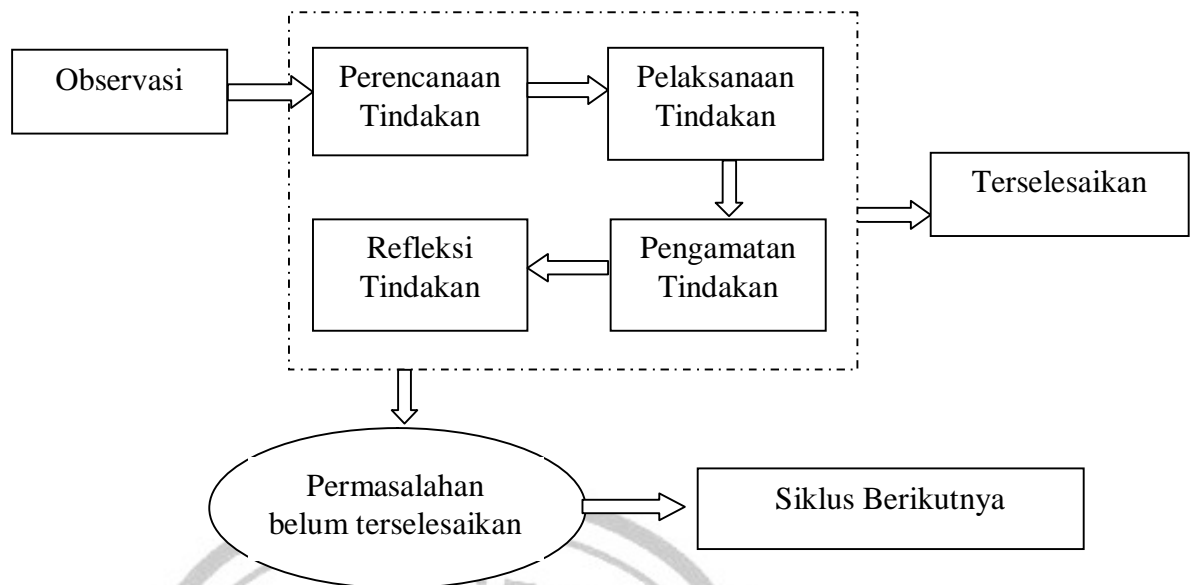 Observasi
Perencanaan
Tindakan
Pelaksanaan
Tindakan
Terselesaikan
Refleksi
Tindakan
Pengamatan
Tindakan
Permasalahan
belum terselesaikan
Siklus Berikutnya